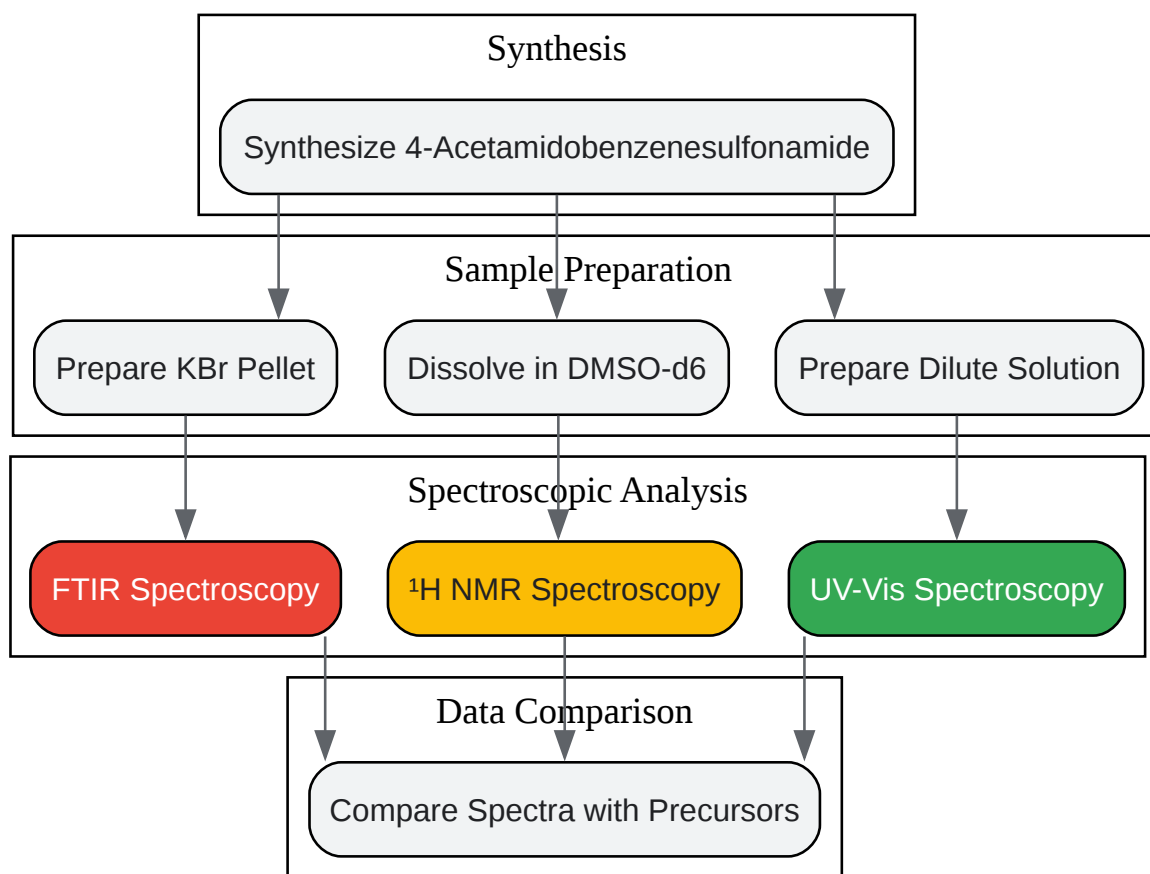 Synthesis
Synthesize 4-Acetamidobenzenesulfonamide
Sample Preparation
Prepare KBr Pellet
Dissolve in DMSO-d6
Prepare Dilute Solution
Spectroscopic Analysis
FTIR Spectroscopy
¹H NMR Spectroscopy
UV-Vis Spectroscopy
Data Comparison
Compare Spectra with Precursors